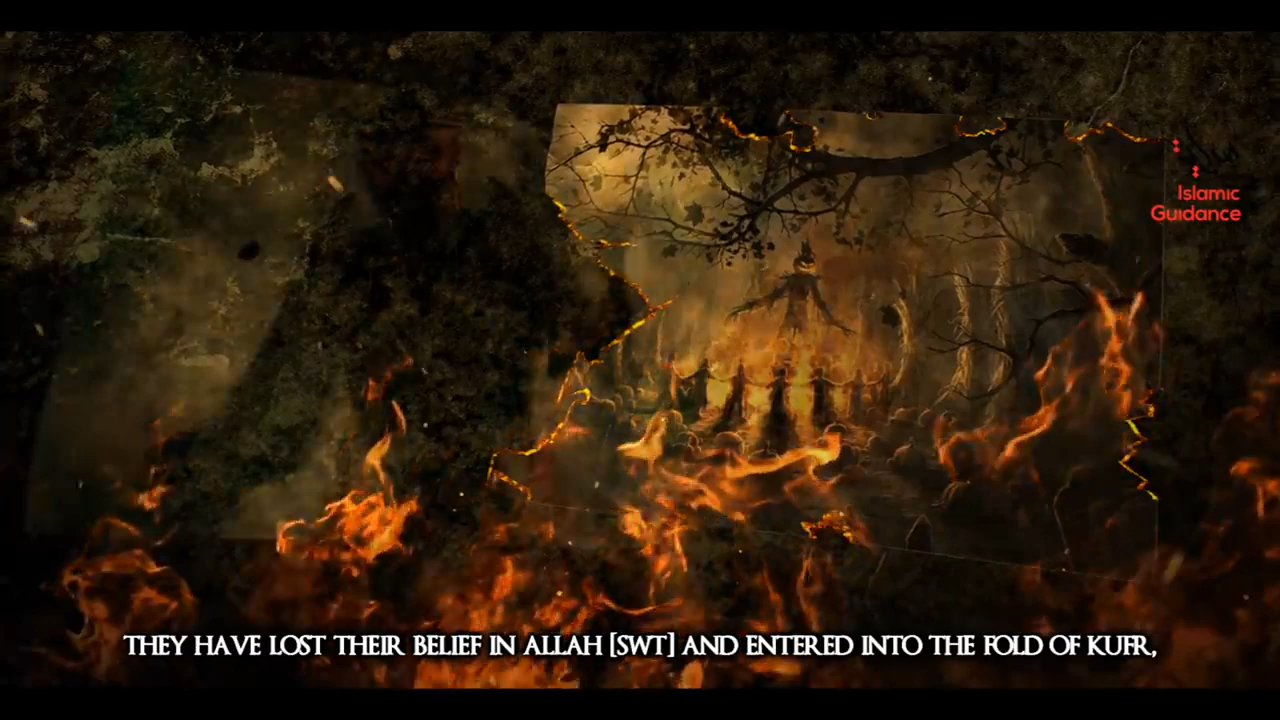 Islamic
Guidance
THEY HAVE LOST THEIR BELIEF IN ALLAH [SWT] AND ENTERED INTO THE FOLD OF KUFR,